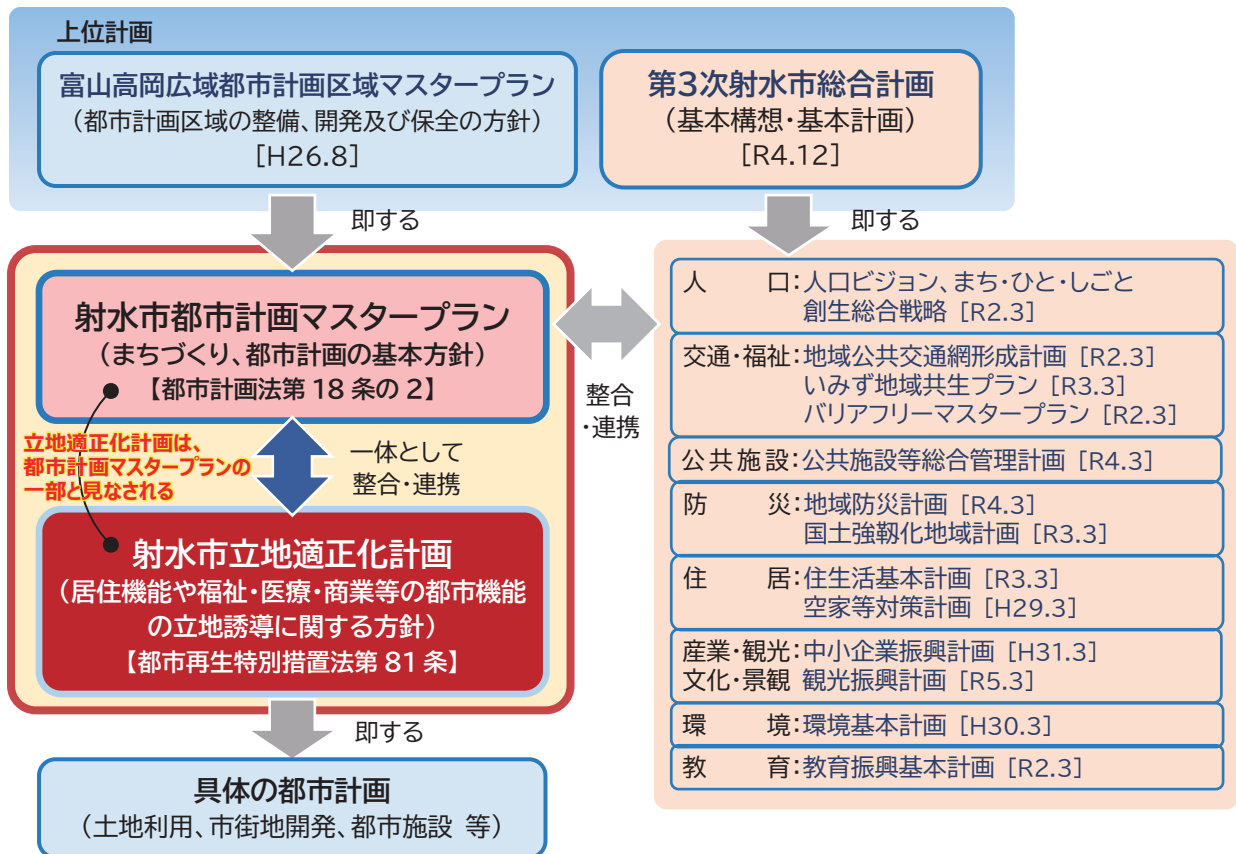 上位計画
富山高岡広域都市計画区域マスタープラン
（都市計画区域の整備、開発及び保全の方針）
［H26.8］
第3次射水市総合計画
（基本構想・基本計画）
［R4.12］
即する
即する
射水市都市計画マスタープラン
（まちづくり、都市計画の基本方針）
【都市計画法第 18 条の 2】
立地適正化計画は、
都市計画マスタープランの
一部と見なされる
一体として
整合・連携
射水市立地適正化計画
（居住機能や福祉・医療・商業等の都市機能
の立地誘導に関する方針）
【都市再生特別措置法第 81 条】
即する
具体の都市計画
（土地利用、市街地開発、都市施設 等）
整合
・連携
人　　口：人口ビジョン、まち・ひと・しごと
創生総合戦略［R2.3］
交通・福祉：地域公共交通網形成計画［R2.3］
いみず地域共生プラン［R3.3］
バリアフリーマスタープラン［R2.3］
公共施設：公共施設等総合管理計画［R4.3］
防　　災：地域防災計画［R4.3］
国土強靱化地域計画［R3.3］
住　　居：住生活基本計画［R3.3］
空家等対策計画［H29.3］
産業・観光：中小企業振興計画［H31.3］
文化・景観 観光振興計画［R5.3］
環　　境：環境基本計画［H30.3］
教　　育：教育振興基本計画［R2.3］